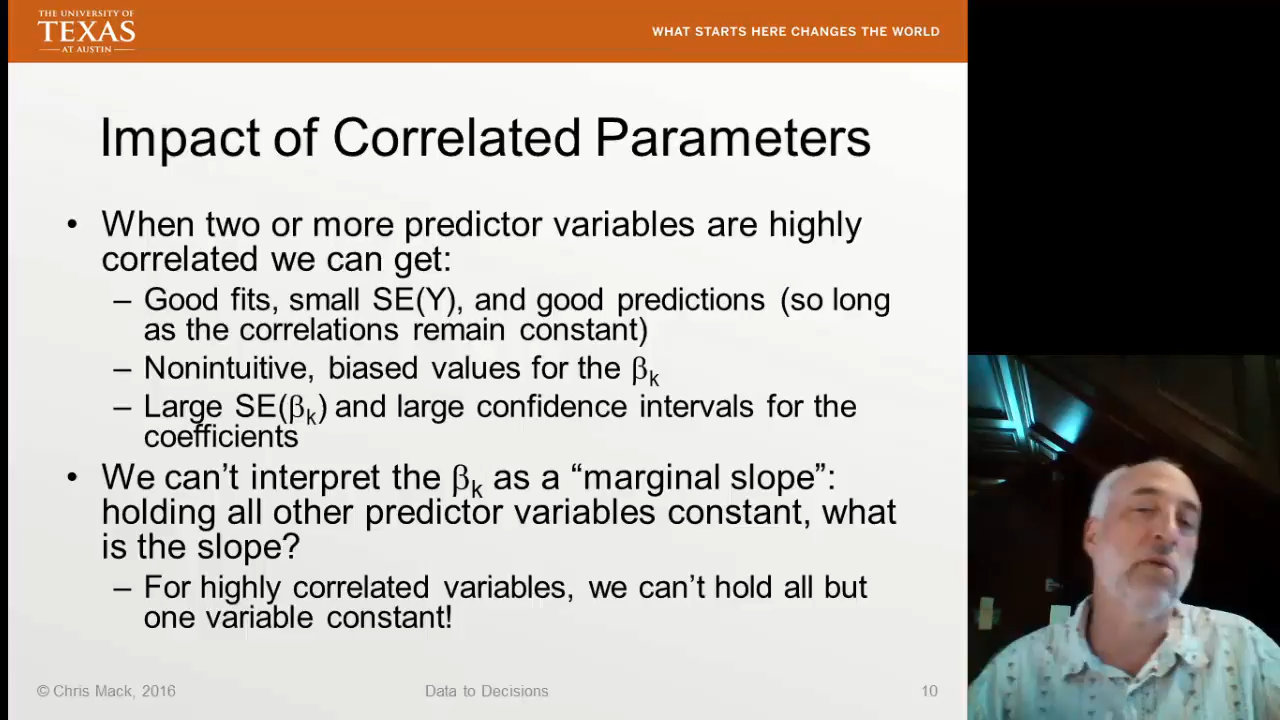 THE UNIVERSITY OF
TEXAS
AT AUSTIN
WHAT STARTS HERE CHANGES THE WORLD
Impact of Correlated Parameters
• When two or more predictor variables are highly
correlated we can get:
– Good fits, small SE(Y), and good predictions (so long
as the correlations remain constant)
– Nonintuitive, biased values for the βk
– Large SE(βk) and large confidence intervals for the
coefficients
• We can't interpret the βk as a “marginal slope”:
holding all other predictor variables constant, what
is the slope?
– For highly correlated variables, we can't hold all but
one variable constant!
© Chris Mack, 2016
Data to Decisions
10